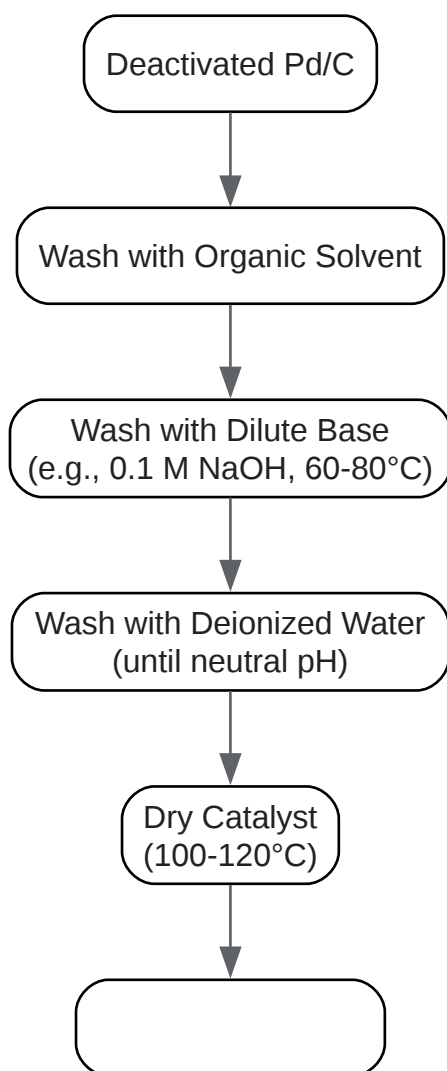 Deactivated Pd/C
Wash with Organic Solvent
Wash with Dilute Base
(e.g., 0.1 M NaOH, 60-80°C)
Wash with Deionized Water
(until neutral pH)
Dry Catalyst
(100-120°C)